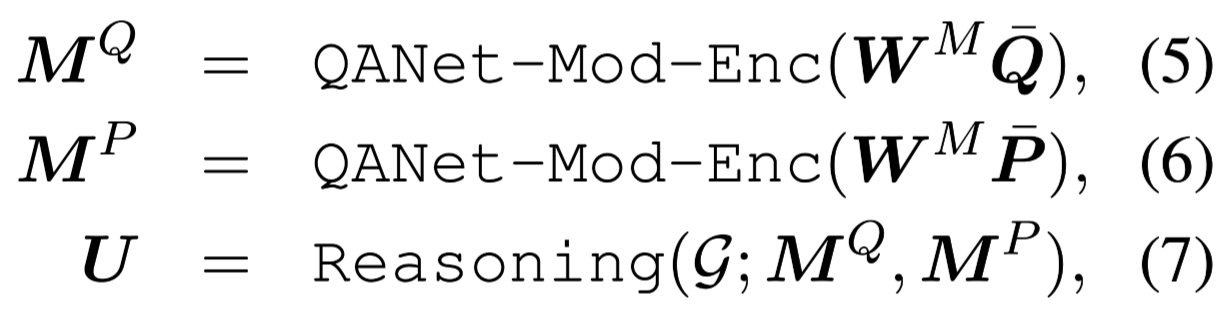 M^Q = QANet-Mod-Enc(W^M Q̄), (5)
M^P = QANet-Mod-Enc(W^M P̄), (6)
U = Reasoning(𝒢; M^Q, M^P), (7)